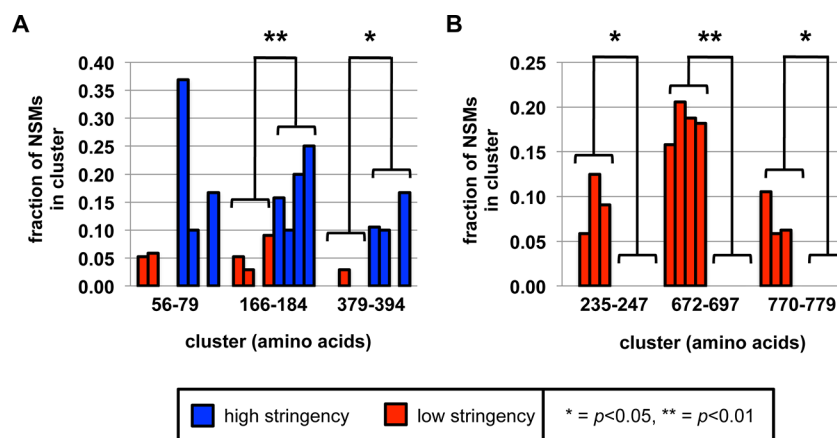 A
B
** *
* ** *
fraction of NSMs
in cluster
0.40
0.35
0.30
0.25
0.20
0.15
0.10
0.05
0.00
56-79 166-184 379-394
cluster (amino acids)
fraction of NSMs
in cluster
0.25
0.20
0.15
0.10
0.05
0.00
235-247 672-697 770-779
cluster (amino acids)
high stringency low stringency * = p<0.05, ** = p<0.01